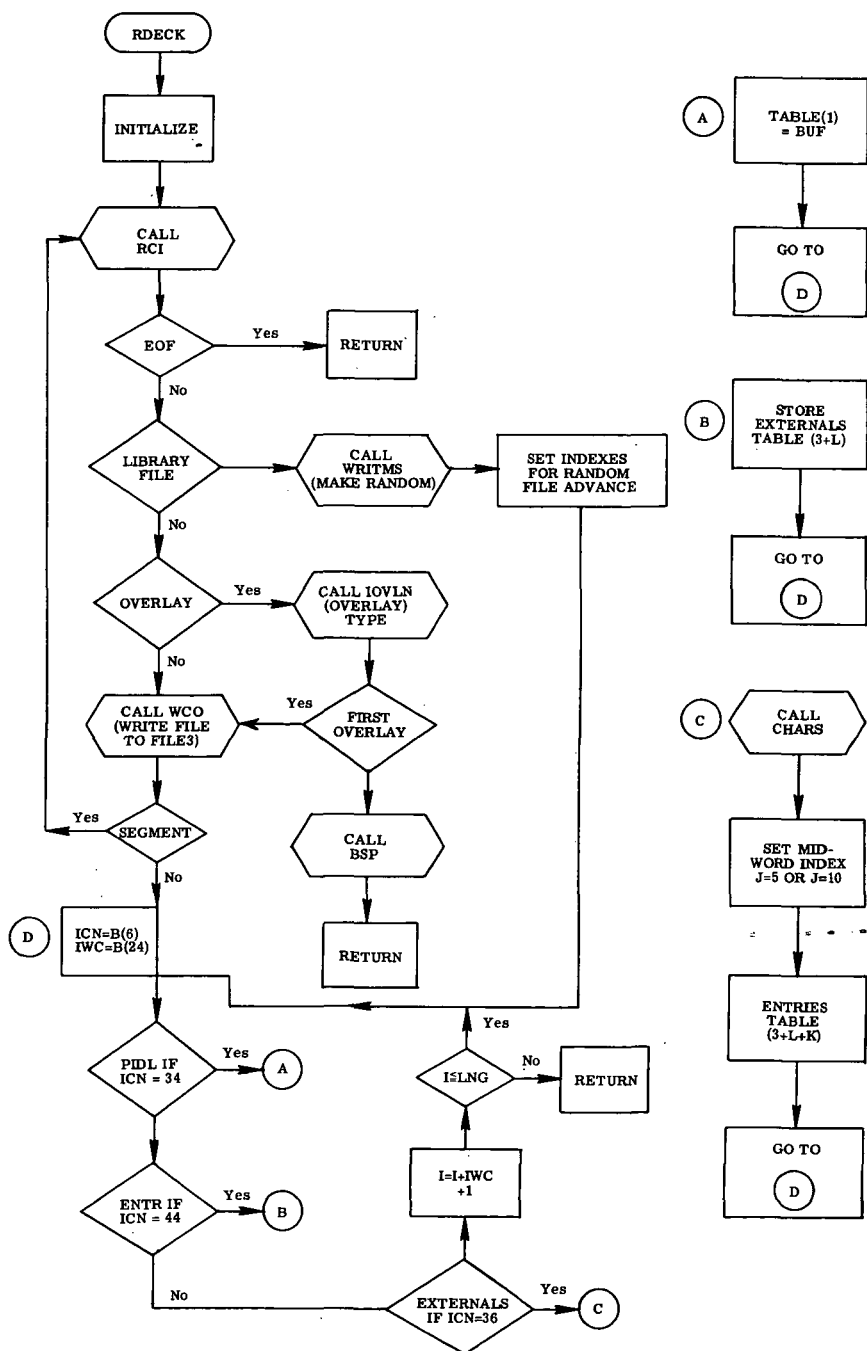 RDECK
INITIALIZE
CALL
RCI
EOF
Yes
RETURN
No
LIBRARY
FILE
CALL
WRITMS
(MAKE RANDOM)
SET INDEXES
FOR RANDOM
FILE ADVANCE
No
OVERLAY
Yes
CALL IOVLN
(OVERLAY)
TYPE
No
CALL WCO
(WRITE FILE
TO FILE3)
Yes
FIRST
OVERLAY
Yes
SEGMENT
No
CALL
BSP
RETURN
D
ICN=B(6)
IWC=B(24)
PIDL IF
ICN = 34
Yes
A
ENTR IF
ICN = 44
Yes
B
No
EXTERNALS
IF ICN=36
Yes
C
I=I+IWC
+1
I≦LNG
Yes
No
RETURN
A
TABLE(1)
= BUF
GO TO
D
B
STORE
EXTERNALS
TABLE (3+L)
GO TO
D
C
CALL
CHARS
SET MID-
WORD INDEX
J=5 OR J=10
ENTRIES
TABLE
(3+L+K)
GO TO
D